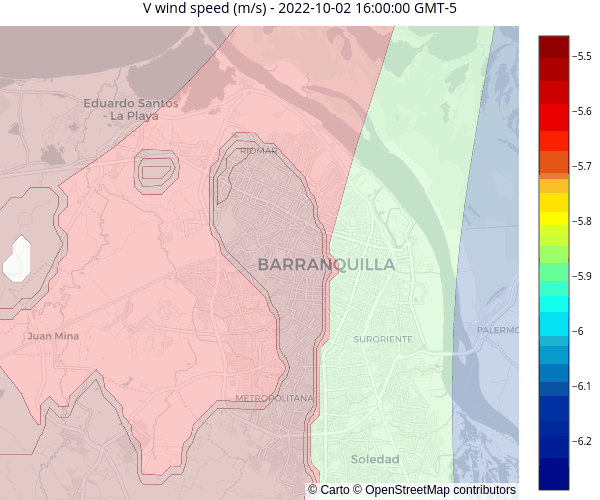 V wind speed (m/s) - 2022-10-02 16:00:00 GMT-5
Eduardo Santos
- La Playa
RIOMAR
BARRANQUILLA
Juan Mina
SURORIENTE
PALERMO
METROPOLITANA
Soledad
© Carto © OpenStreetMap contributors
−5.5
−5.6
−5.7
−5.8
−5.9
−6
−6.1
−6.2